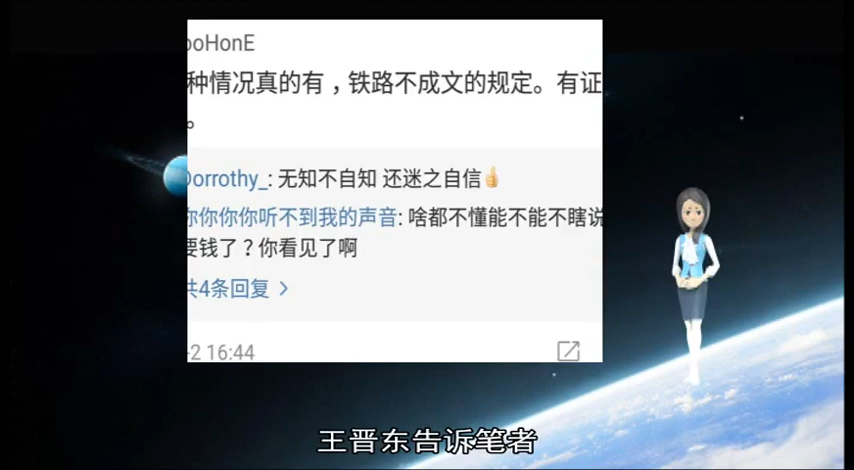 ooHonE
种情况真的有，铁路不成文的规定。有证
。
Dorrothy_: 无知不自知 还迷之自信👍
你你你你听不到我的声音: 啥都不懂能不能不瞎说
要钱了？你看见了啊
共4条回复 >
-2 16:44
王晋东告诉笔者